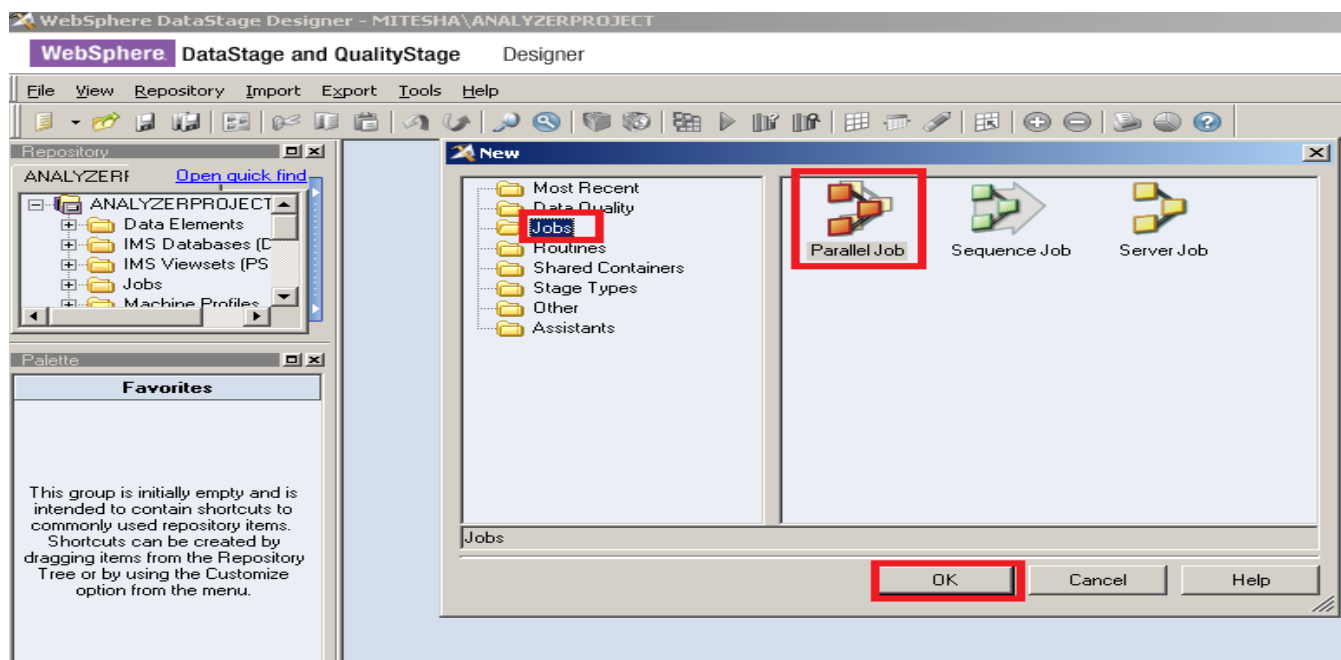 WebSphere DataStage Designer - MITESHA\ANALYZERPROJECT
WebSphere. DataStage and QualityStage Designer
File View Repository Import Export Tools Help
Repository
ANALYZERF Open quick find
ANALYZERPROJECT
Data Elements
IMS Databases (D
IMS Viewsets (PS
Jobs
Machine Profiles
Palette
Favorites
This group is initially empty and is
intended to contain shortcuts to
commonly used repository items.
Shortcuts can be created by
dragging items from the Repository
Tree or by using the Customize
option from the menu.
New
Most Recent
Data Quality
Jobs
Routines
Shared Containers
Stage Types
Other
Assistants
Parallel Job Sequence Job Server Job
Jobs
OK Cancel Help